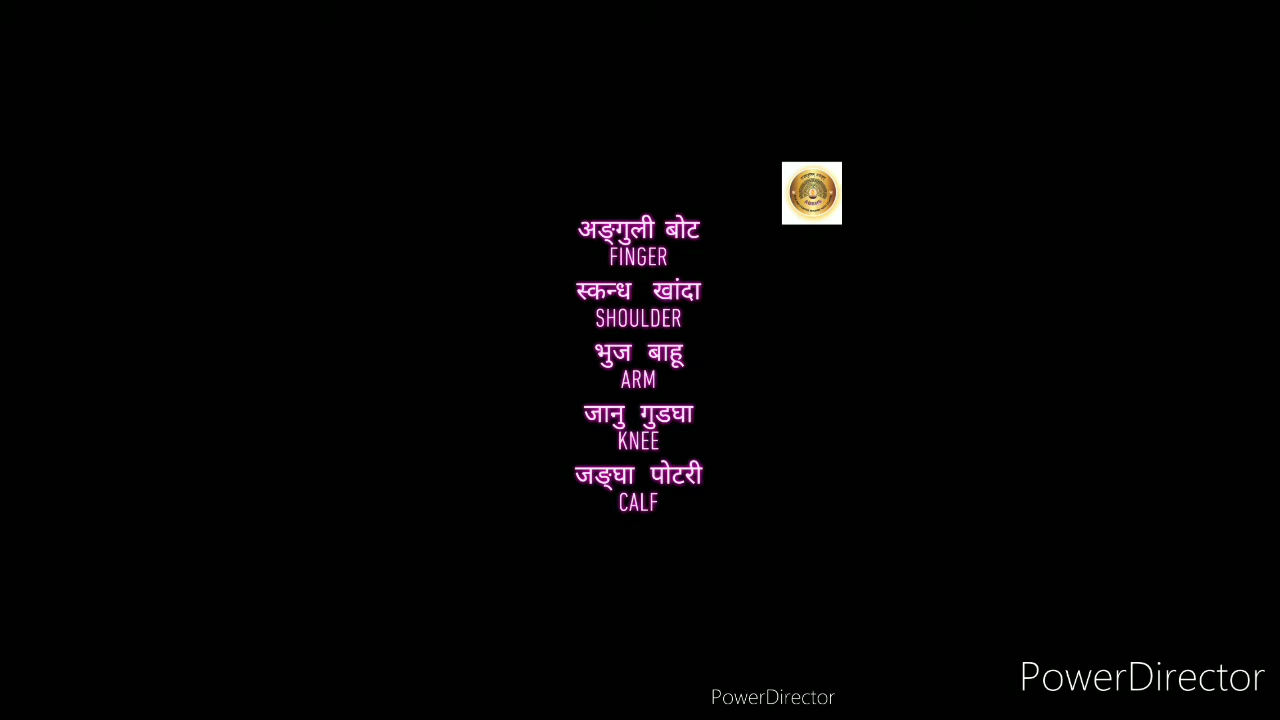 अङ्गुली बोट
FINGER
स्कन्ध खांदा
SHOULDER
भुज बाहू
ARM
जानु गुडघा
KNEE
जङ्घा पोटरी
CALF
PowerDirector
PowerDirector